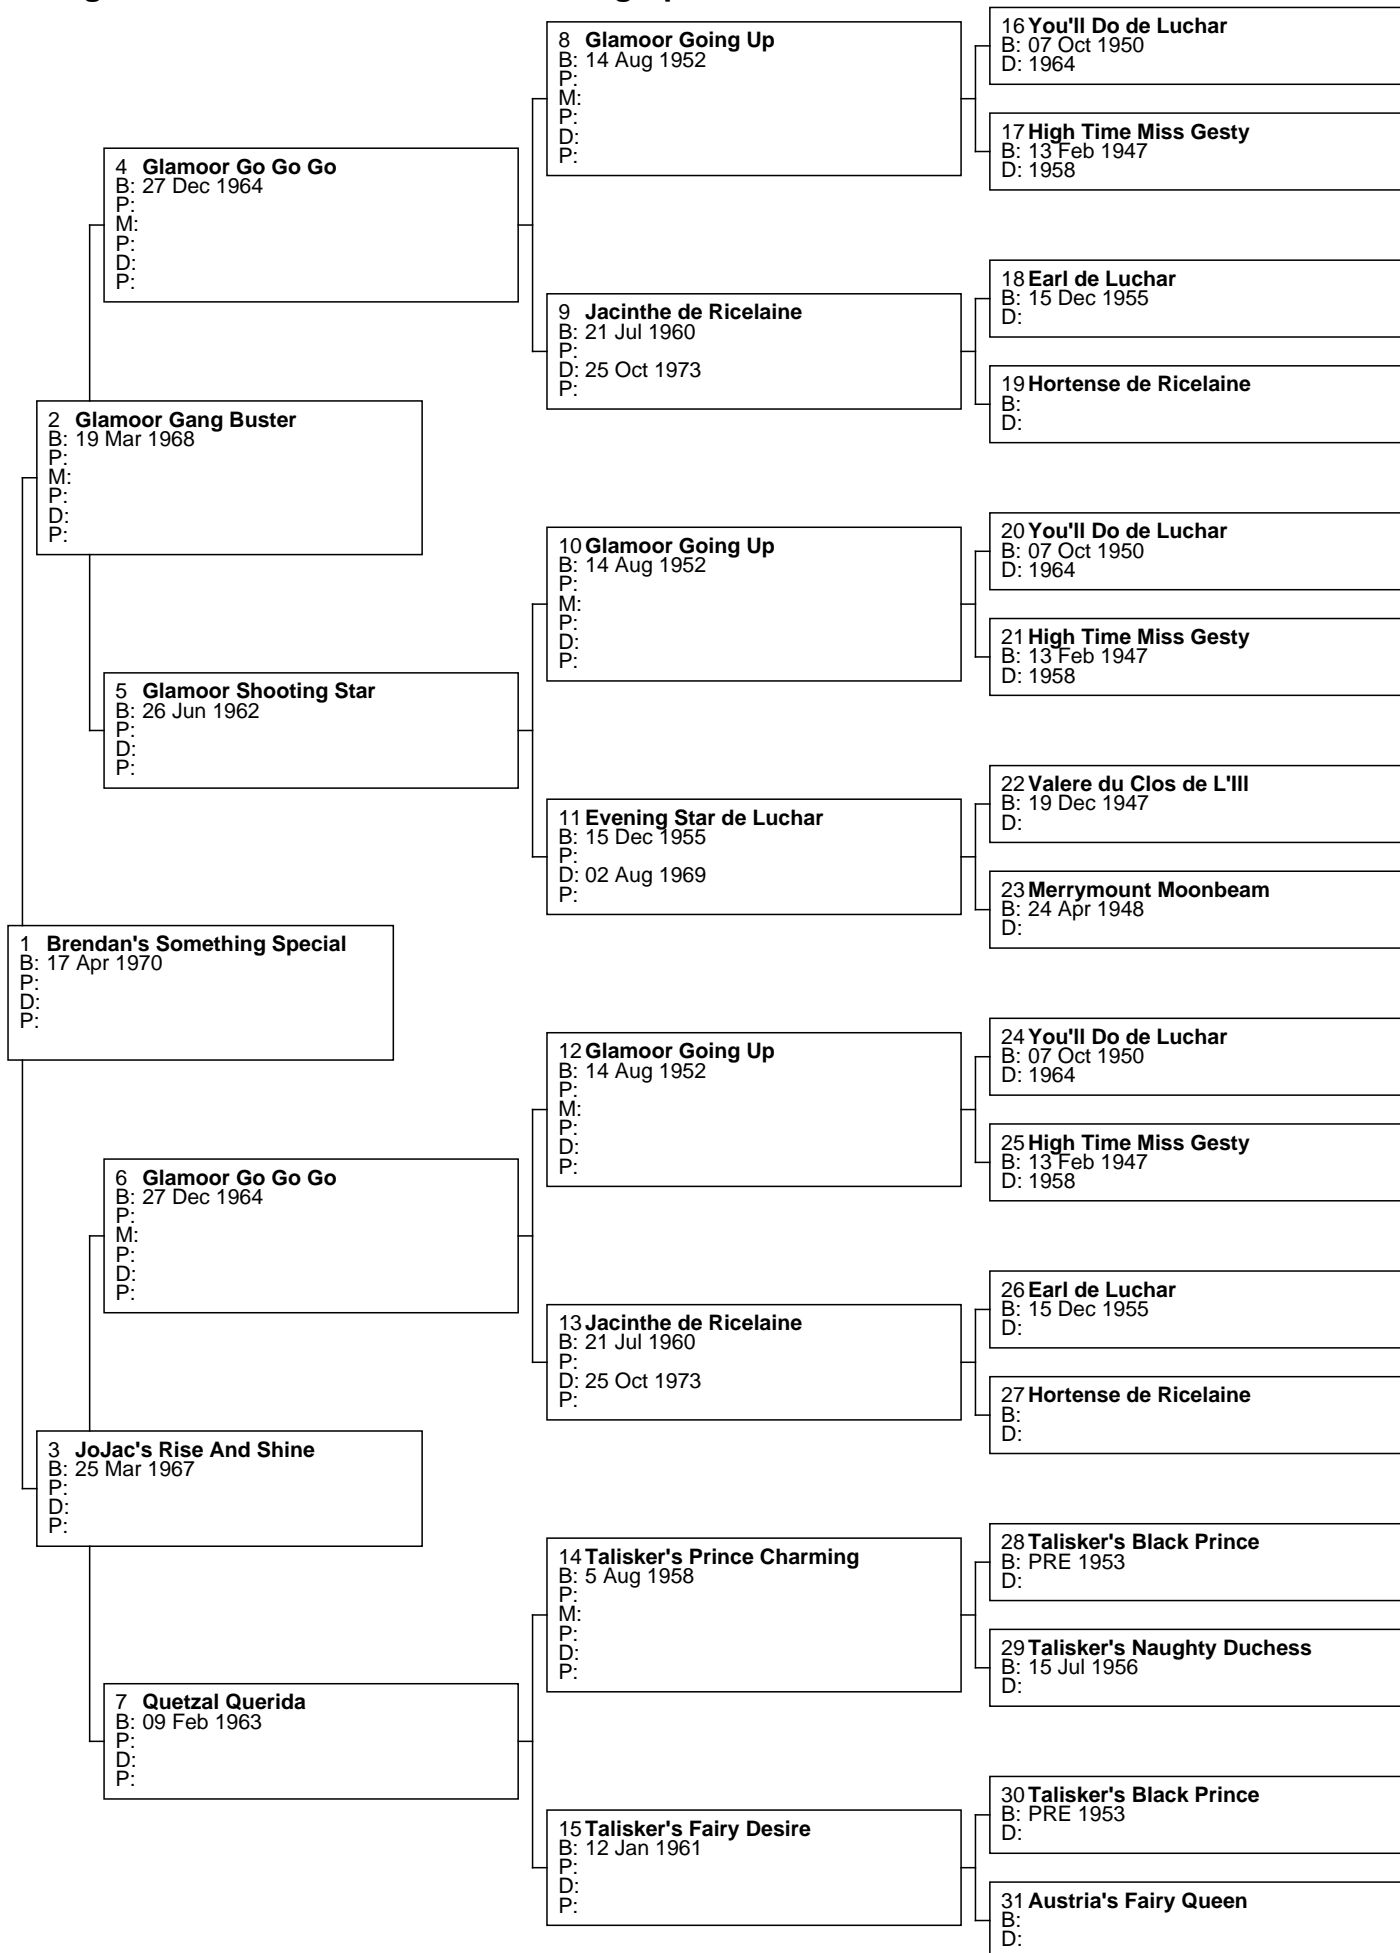 1 Brendan's Something Special
B: 17 Apr 1970
P:
D:
P:
2 Glamoor Gang Buster
B: 19 Mar 1968
P:
M:
P:
D:
P:
3 JoJac's Rise And Shine
B: 25 Mar 1967
P:
D:
P:
4 Glamoor Go Go Go
B: 27 Dec 1964
P:
M:
P:
D:
P:
5 Glamoor Shooting Star
B: 26 Jun 1962
P:
D:
P:
6 Glamoor Go Go Go
B: 27 Dec 1964
P:
M:
P:
D:
P:
7 Quetzal Querida
B: 09 Feb 1963
P:
D:
P:
8 Glamoor Going Up
B: 14 Aug 1952
P:
M:
P:
D:
P:
9 Jacinthe de Ricelaine
B: 21 Jul 1960
P:
D: 25 Oct 1973
P:
10 Glamoor Going Up
B: 14 Aug 1952
P:
M:
P:
D:
P:
11 Evening Star de Luchar
B: 15 Dec 1955
P:
D: 02 Aug 1969
P:
12 Glamoor Going Up
B: 14 Aug 1952
P:
M:
P:
D:
P:
13 Jacinthe de Ricelaine
B: 21 Jul 1960
P:
D: 25 Oct 1973
P:
14 Talisker's Prince Charming
B: 5 Aug 1958
P:
M:
P:
D:
P:
15 Talisker's Fairy Desire
B: 12 Jan 1961
P:
D:
P:
16 You'll Do de Luchar
B: 07 Oct 1950
D: 1964
17 High Time Miss Gesty
B: 13 Feb 1947
D: 1958
18 Earl de Luchar
B: 15 Dec 1955
D:
19 Hortense de Ricelaine
B:
D:
20 You'll Do de Luchar
B: 07 Oct 1950
D: 1964
21 High Time Miss Gesty
B: 13 Feb 1947
D: 1958
22 Valere du Clos de L'Ill
B: 19 Dec 1947
D:
23 Merrymount Moonbeam
B: 24 Apr 1948
D:
24 You'll Do de Luchar
B: 07 Oct 1950
D: 1964
25 High Time Miss Gesty
B: 13 Feb 1947
D: 1958
26 Earl de Luchar
B: 15 Dec 1955
D:
27 Hortense de Ricelaine
B:
D:
28 Talisker's Black Prince
B: PRE 1953
D:
29 Talisker's Naughty Duchess
B: 15 Jul 1956
D:
30 Talisker's Black Prince
B: PRE 1953
D:
31 Austria's Fairy Queen
B:
D: